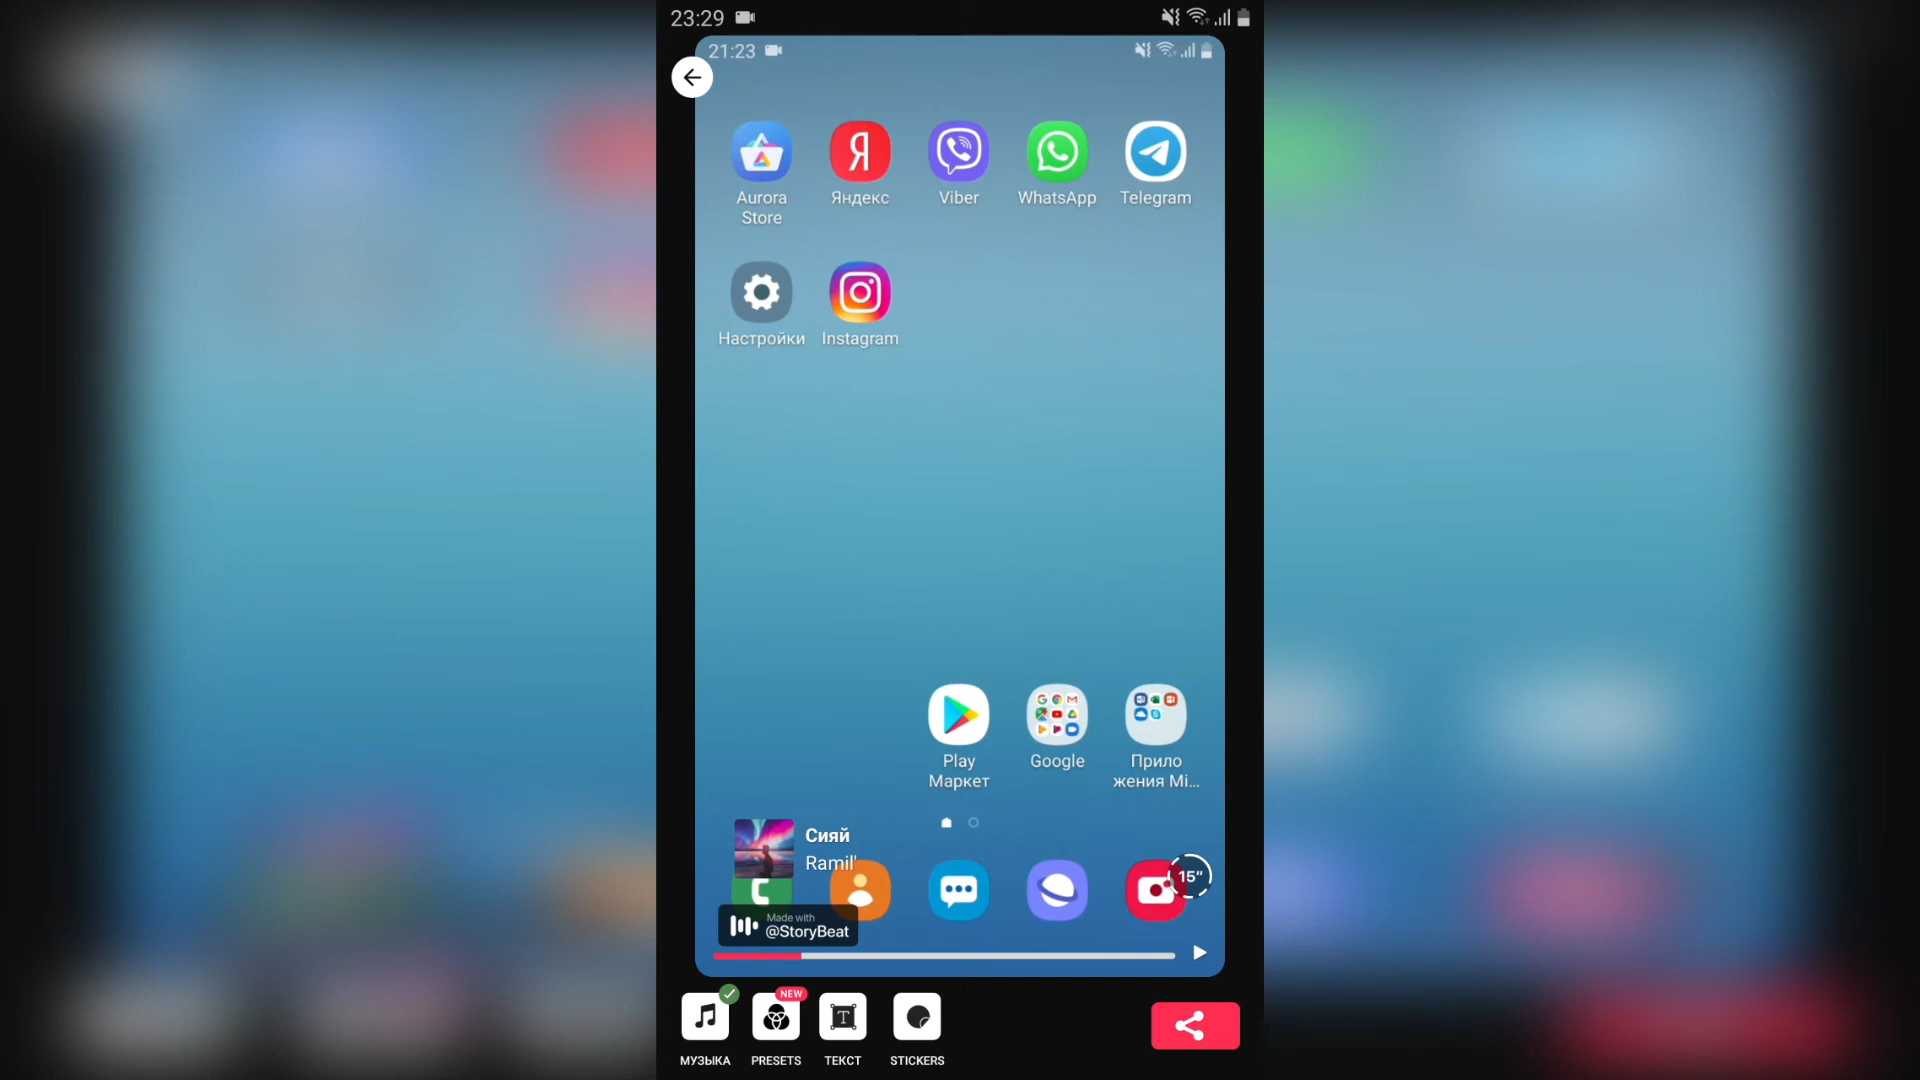 23:29
21:23
Aurora Store
Яндекс
Viber
WhatsApp
Telegram
Настройки
Instagram
Play Маркет
Google
Прило
жения Mi...
Сияй
Ramil'
15"
Made with
@StoryBeat
NEW
МУЗЫКА
PRESETS
ТЕКСТ
STICKERS